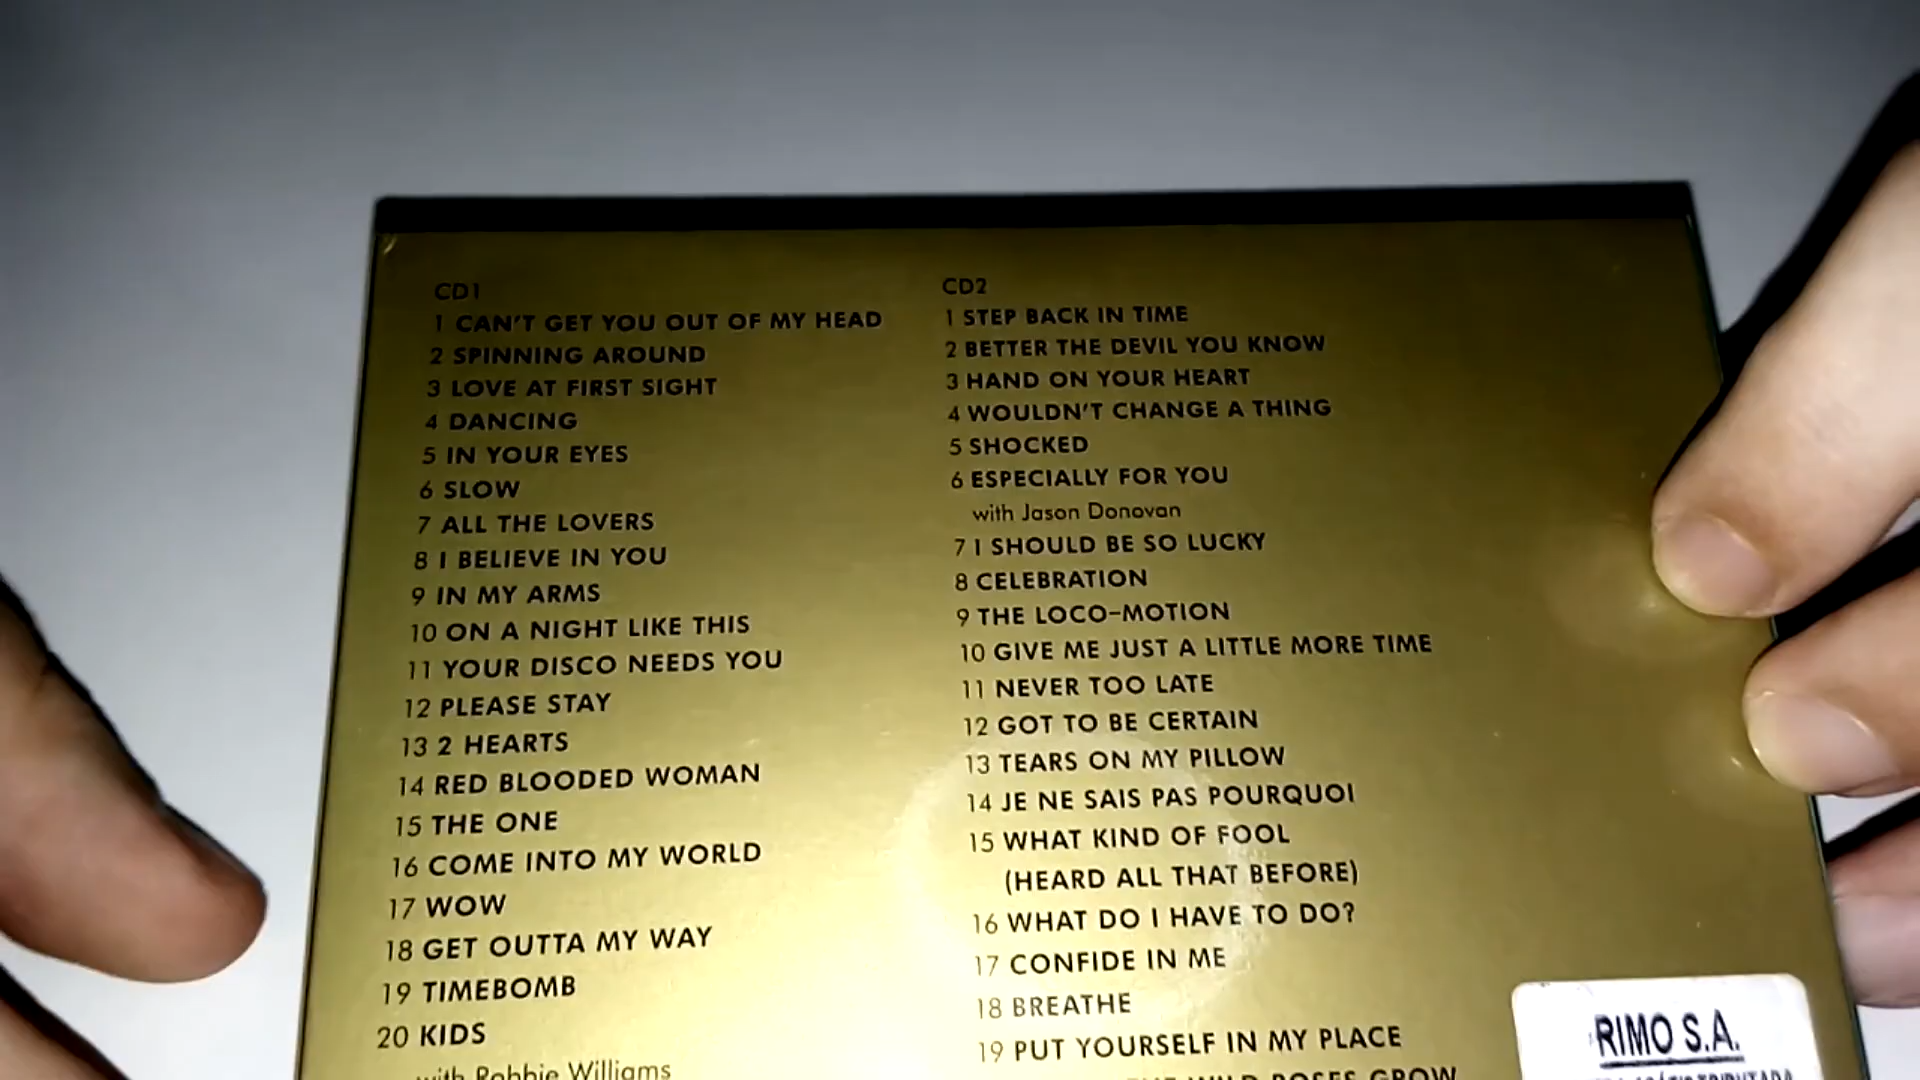 CD1
1 CAN'T GET YOU OUT OF MY HEAD
2 SPINNING AROUND
3 LOVE AT FIRST SIGHT
4 DANCING
5 IN YOUR EYES
6 SLOW
7 ALL THE LOVERS
8 I BELIEVE IN YOU
9 IN MY ARMS
10 ON A NIGHT LIKE THIS
11 YOUR DISCO NEEDS YOU
12 PLEASE STAY
13 2 HEARTS
14 RED BLOODED WOMAN
15 THE ONE
16 COME INTO MY WORLD
17 WOW
18 GET OUTTA MY WAY
19 TIMEBOMB
20 KIDS
with Robbie Williams
CD2
1 STEP BACK IN TIME
2 BETTER THE DEVIL YOU KNOW
3 HAND ON YOUR HEART
4 WOULDN'T CHANGE A THING
5 SHOCKED
6 ESPECIALLY FOR YOU
with Jason Donovan
7 I SHOULD BE SO LUCKY
8 CELEBRATION
9 THE LOCO-MOTION
10 GIVE ME JUST A LITTLE MORE TIME
11 NEVER TOO LATE
12 GOT TO BE CERTAIN
13 TEARS ON MY PILLOW
14 JE NE SAIS PAS POURQUOI
15 WHAT KIND OF FOOL
(HEARD ALL THAT BEFORE)
16 WHAT DO I HAVE TO DO?
17 CONFIDE IN ME
18 BREATHE
19 PUT YOURSELF IN MY PLACE
WILD ROSES GROW
RIMO S.A.